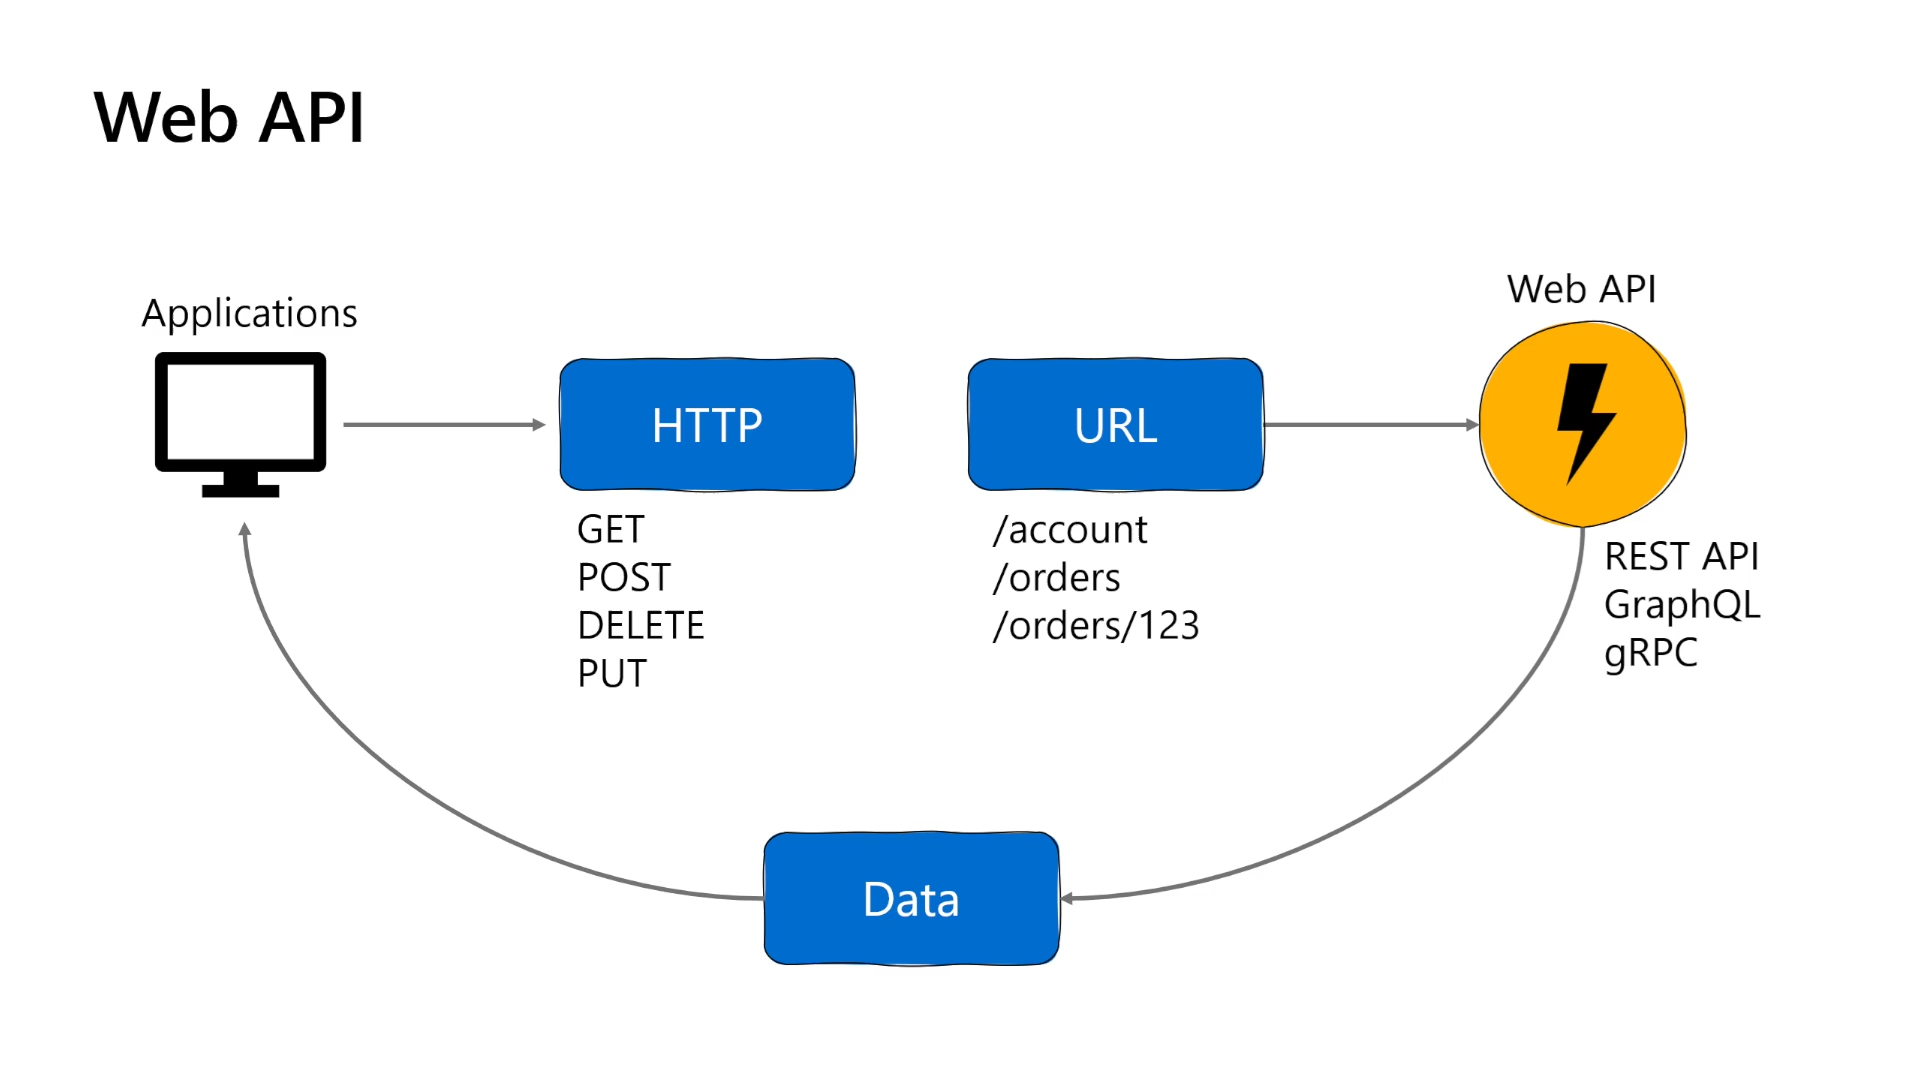 Web API
Applications
HTTP
GET
POST
DELETE
PUT
URL
/account
/orders
/orders/123
Web API
REST API
GraphQL
gRPC
Data